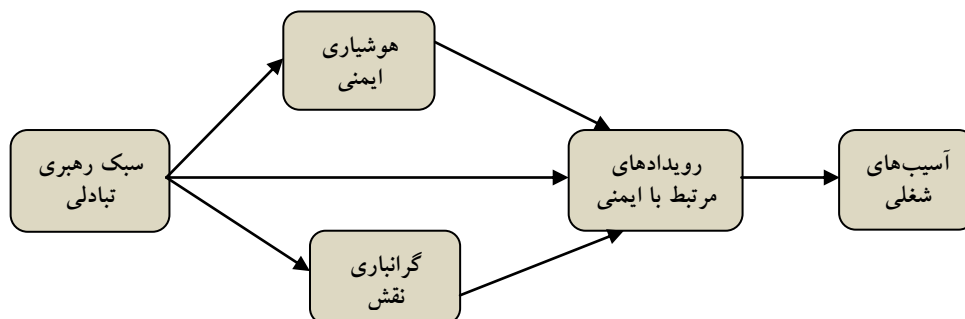 هوشیاری
ایمنی
سبک رهبری
تبادلی
رویدادهای
مرتبط با ایمنی
آسیب‌های
شغلی
گرانباری
نقش